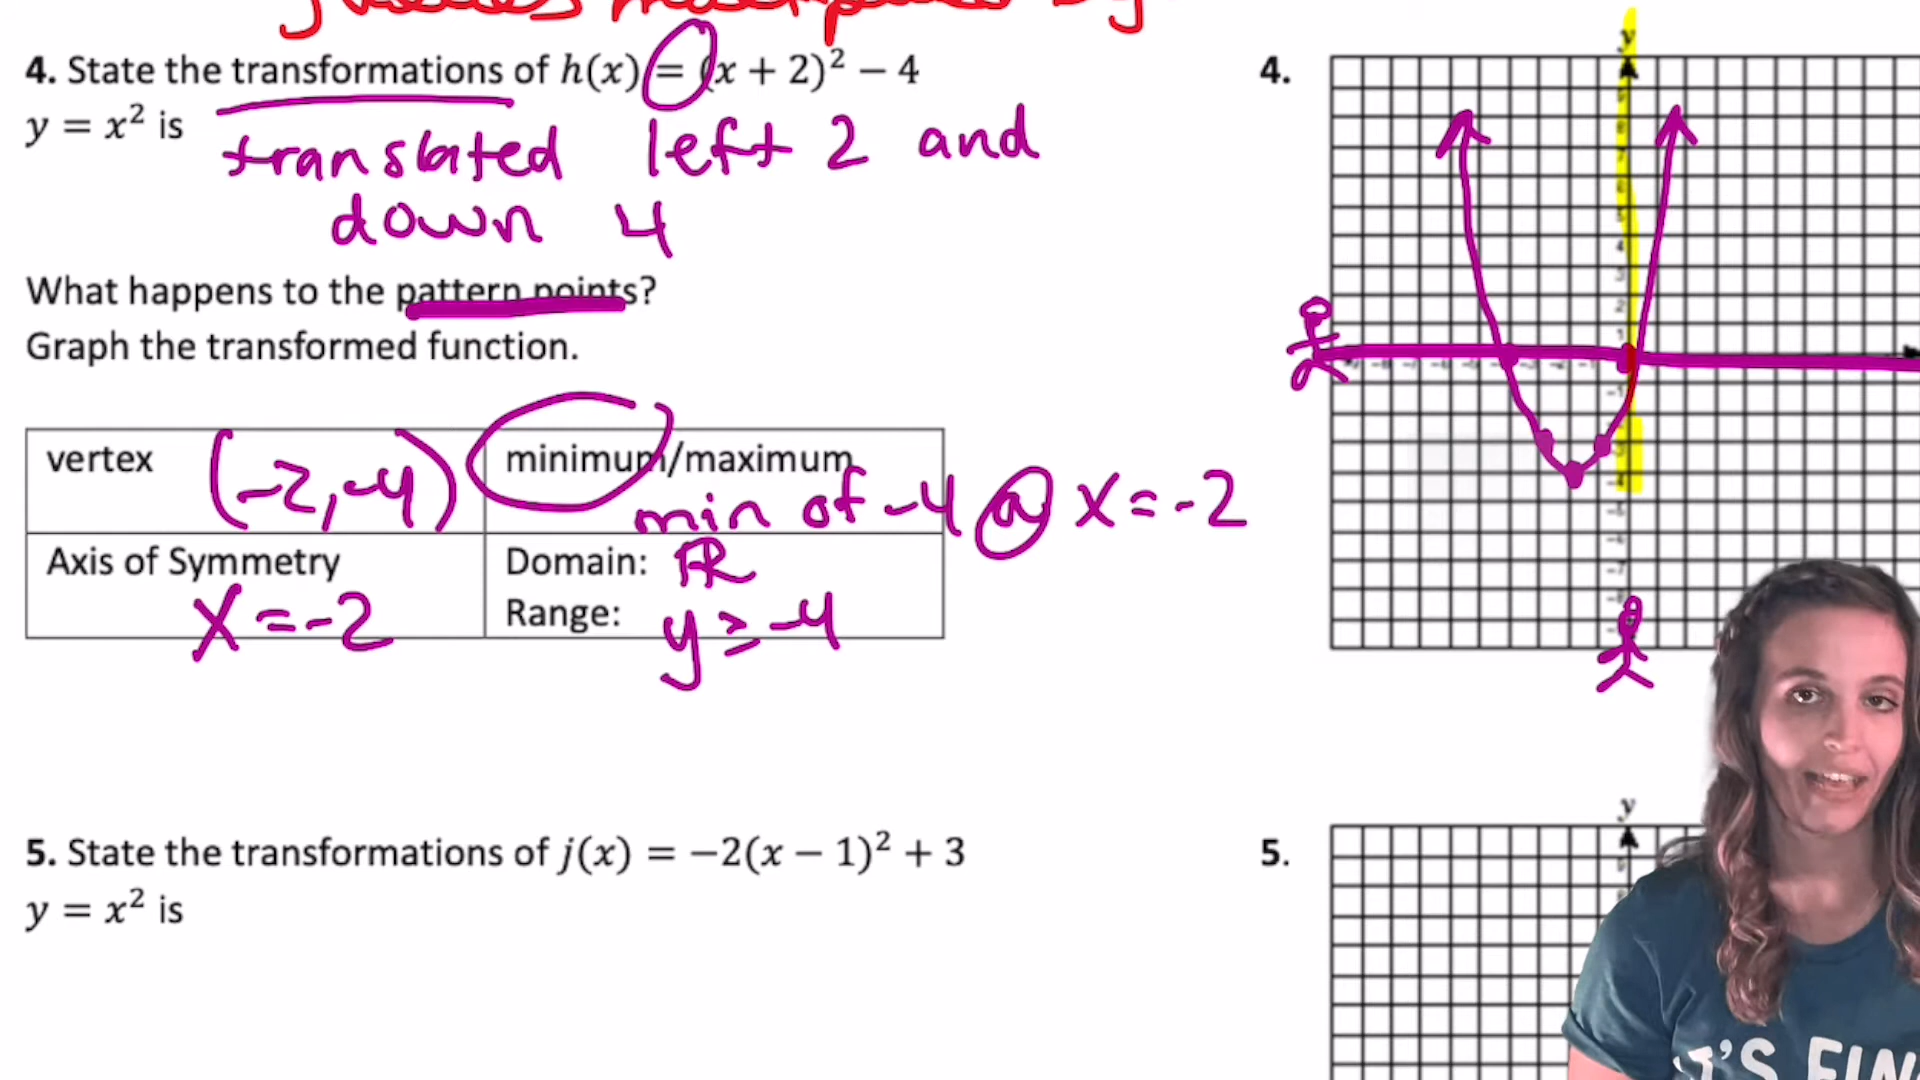 4. State the transformations of h(x) = (x + 2)² − 4
y = x² is translated left 2 and
down 4
What happens to the pattern points?
Graph the transformed function.
vertex (-2,-4)
minimum/maximum
min of -4 @ x = -2
Axis of Symmetry
x = -2
Domain: ℝ
Range: y ≥ -4
4.
y
5. State the transformations of j(x) = −2(x − 1)² + 3
y = x² is
5.
y